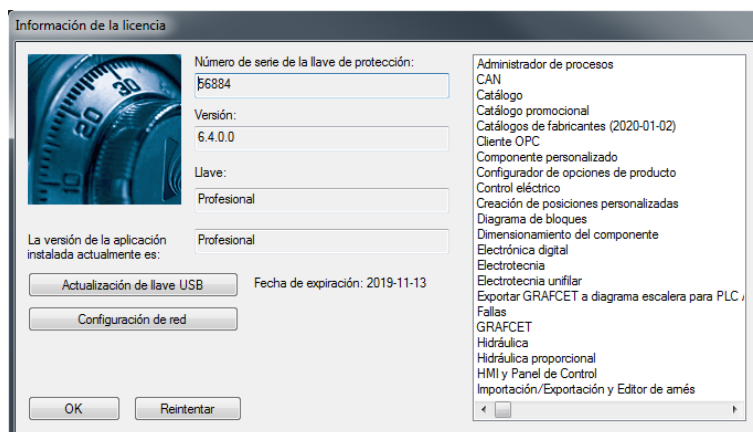 Información de la licencia
Número de serie de la llave de protección:
56884
Versión:
6.4.0.0
Llave:
Profesional
La versión de la aplicación
instalada actualmente es:
Profesional
Actualización de llave USB
Fecha de expiración: 2019-11-13
Configuración de red
OK
Reintentar
Administrador de procesos
CAN
Catálogo
Catálogo promocional
Catálogos de fabricantes (2020-01-02)
Cliente OPC
Componente personalizado
Configurador de opciones de producto
Control eléctrico
Creación de posiciones personalizadas
Diagrama de bloques
Dimensionamiento del componente
Electrónica digital
Electrotecnia
Electrotecnia unifilar
Exportar GRAFCET a diagrama escalera para PLC
Fallas
GRAFCET
Hidráulica
Hidráulica proporcional
HMI y Panel de Control
Importación/Exportación y Editor de arnés
30
20
10